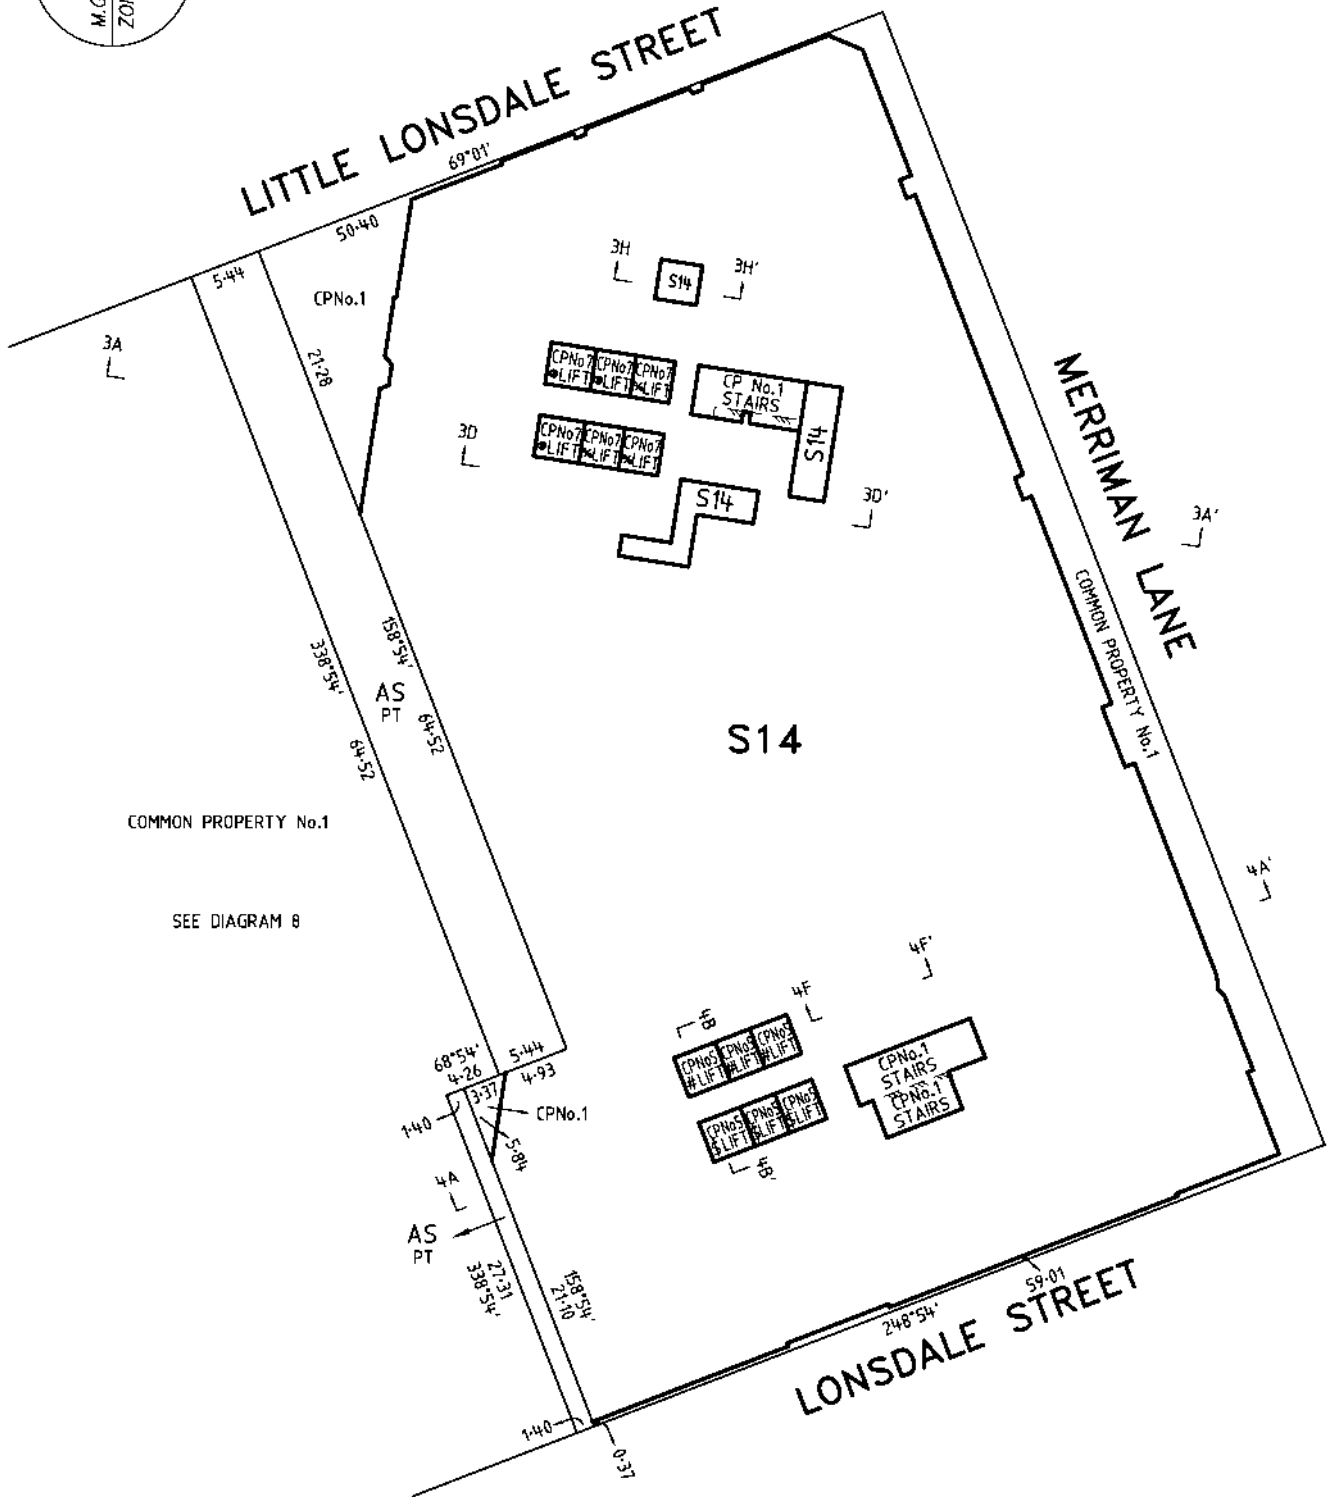 M.G
ZON
LITTLE LONSDALE STREET
69°01'
50·40
5·44
CPNo.1
21·28
3A
3H
3H'
S14
CPNo7
●LIFT
CPNo7
●LIFT
CPNo7
※LIFT
CP No.1
STAIRS
S14
3D
CPNo7
●LIFT
CPNo7
※LIFT
CPNo7
※LIFT
S14
3D'
MERRIMAN LANE
3A'
COMMON PROPERTY No.1
338°54'
64·52
AS
PT
158°54'
64·52
S14
COMMON PROPERTY No.1
SEE DIAGRAM 8
4A'
4F'
4F
4B
CPNo5
#LIFT
CPNo5
#LIFT
CPNo5
#LIFT
CPNo.1
STAIRS
CPNo.1
STAIRS
CPNo5
$LIFT
CPNo5
$LIFT
CPNo5
$LIFT
4B'
68°54'
4·26
5·44
4·93
3·37
CPNo.1
1·40
5·84
4A
AS
PT
27·31
338°54'
158°54'
21·10
59·01
248°54'
LONSDALE STREET
1·40
0·37